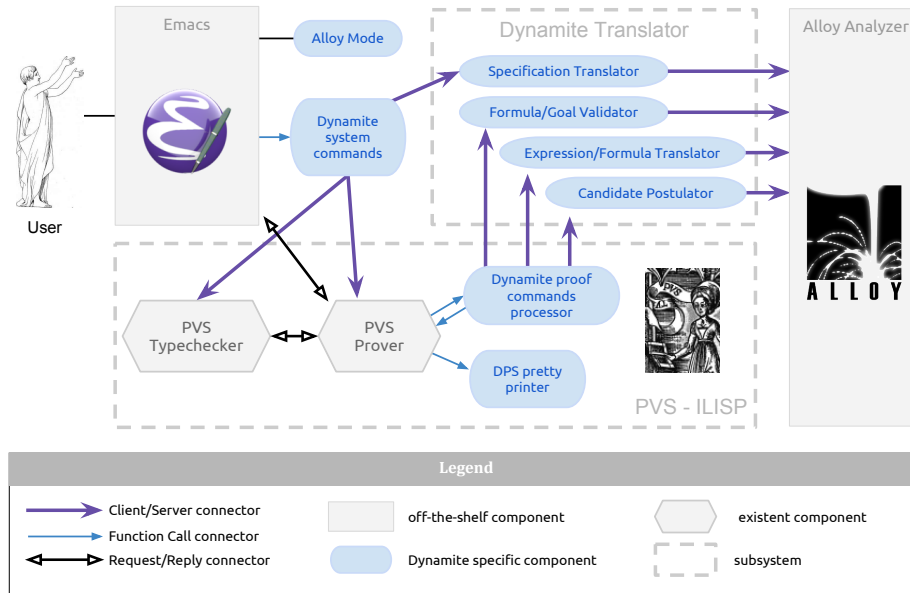 Emacs
Alloy Mode
Dynamite
system
commands
User
Dynamite Translator
Specification Translator
Formula/Goal Validator
Expression/Formula Translator
Candidate Postulator
Alloy Analyzer
ALLOY
PVS
Typechecker
PVS
Prover
Dynamite proof
commands
processor
DPS pretty
printer
PVS - ILISP
Legend
Client/Server connector
Function Call connector
Request/Reply connector
off-the-shelf component
Dynamite specific component
existent component
subsystem